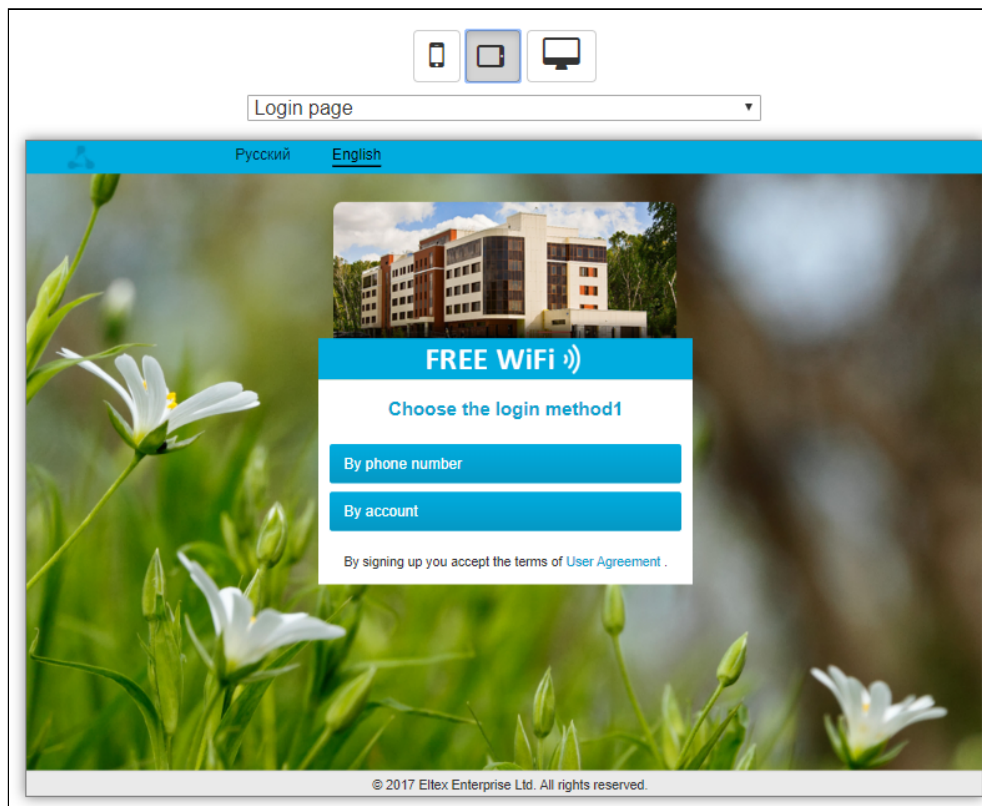 Login page
Русский English
FREE WiFi
Choose the login method1
By phone number
By account
By signing up you accept the terms of User Agreement .
© 2017 Eltex Enterprise Ltd. All rights reserved.